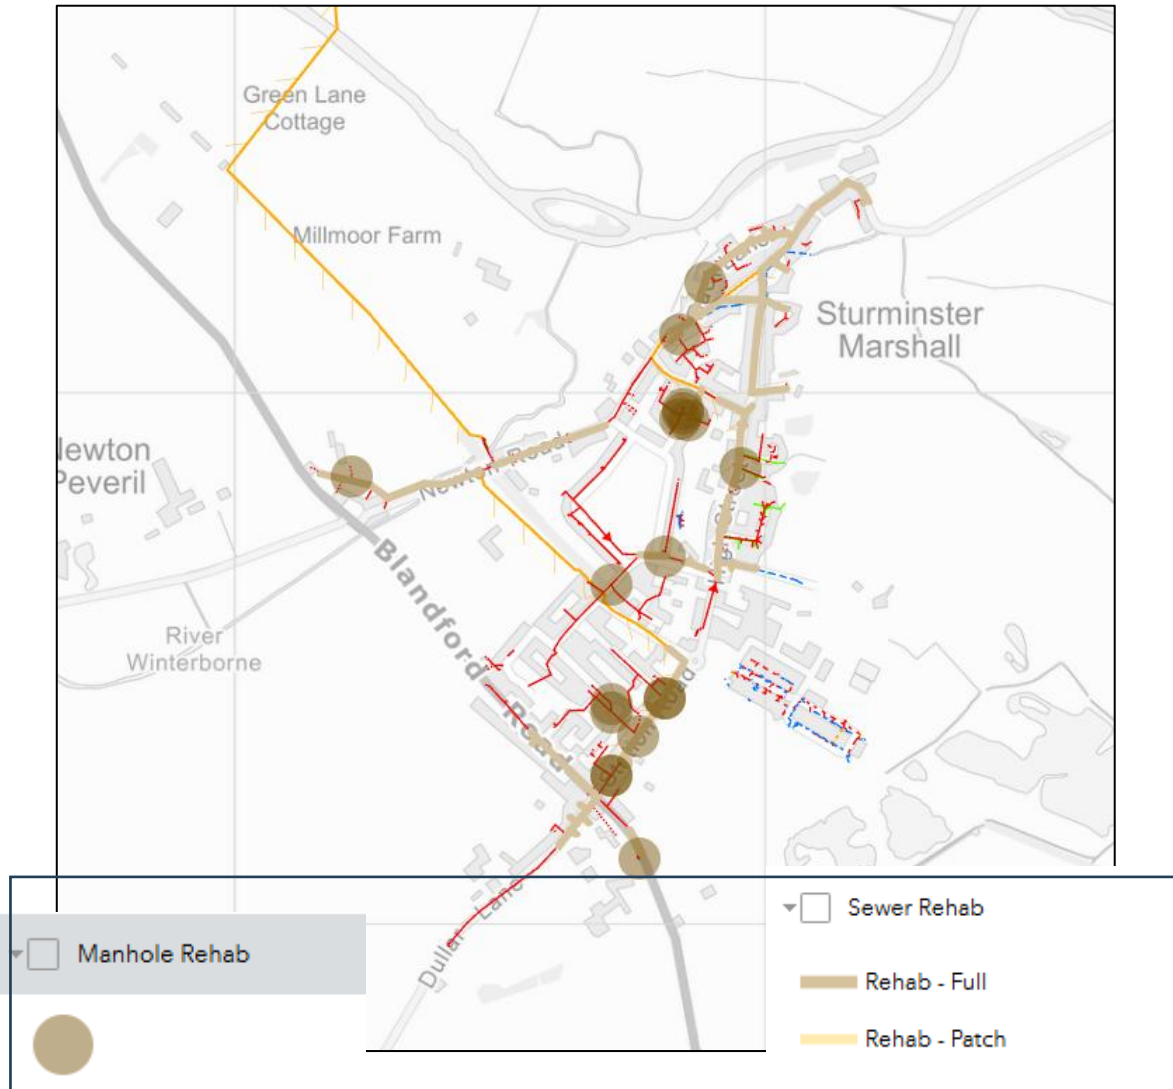 Green Lane
Cottage
Millmoor Farm
Sturminster
Marshall
Newton Road
Peveril
Blandford
Road
River
Winterborne
Dullar Lane
Manhole Rehab
Sewer Rehab
Rehab - Full
Rehab - Patch